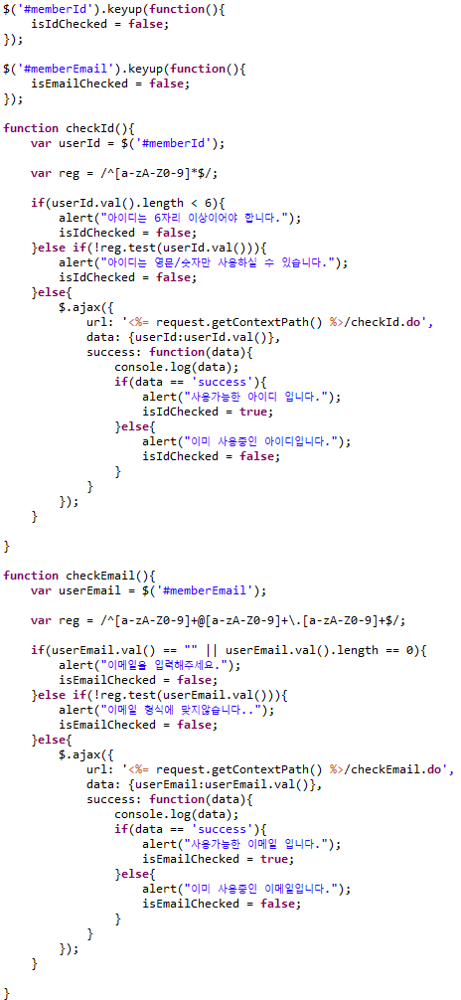 $('#memberId').keyup(function(){
    isIdChecked = false;
});

$('#memberEmail').keyup(function(){
    isEmailChecked = false;
});

function checkId(){
    var userId = $('#memberId');

    var reg = /^[a-zA-Z0-9]*$/;

    if(userId.val().length < 6){
        alert("아이디는 6자리 이상이어야 합니다.");
        isIdChecked = false;
    }else if(!reg.test(userId.val())){
        alert("아이디는 영문/숫자만 사용하실 수 있습니다.");
        isIdChecked = false;
    }else{
        $.ajax({
            url: '<%= request.getContextPath() %>/checkId.do',
            data: {userId:userId.val()},
            success: function(data){
                console.log(data);
                if(data == 'success'){
                    alert("사용가능한 아이디 입니다.");
                    isIdChecked = true;
                }else{
                    alert("이미 사용중인 아이디입니다.");
                    isIdChecked = false;
                }
            }
        });
    }

}

function checkEmail(){
    var userEmail = $('#memberEmail');

    var reg = /^[a-zA-Z0-9]+@[a-zA-Z0-9]+\.[a-zA-Z0-9]+$/;

    if(userEmail.val() == "" || userEmail.val().length == 0){
        alert("이메일을 입력해주세요.");
        isEmailChecked = false;
    }else if(!reg.test(userEmail.val())){
        alert("이메일 형식에 맞지않습니다..");
        isEmailChecked = false;
    }else{
        $.ajax({
            url: '<%= request.getContextPath() %>/checkEmail.do',
            data: {userEmail:userEmail.val()},
            success: function(data){
                console.log(data);
                if(data == 'success'){
                    alert("사용가능한 이메일 입니다.");
                    isEmailChecked = true;
                }else{
                    alert("이미 사용중인 이메일입니다.");
                    isEmailChecked = false;
                }
            }
        });
    }

}